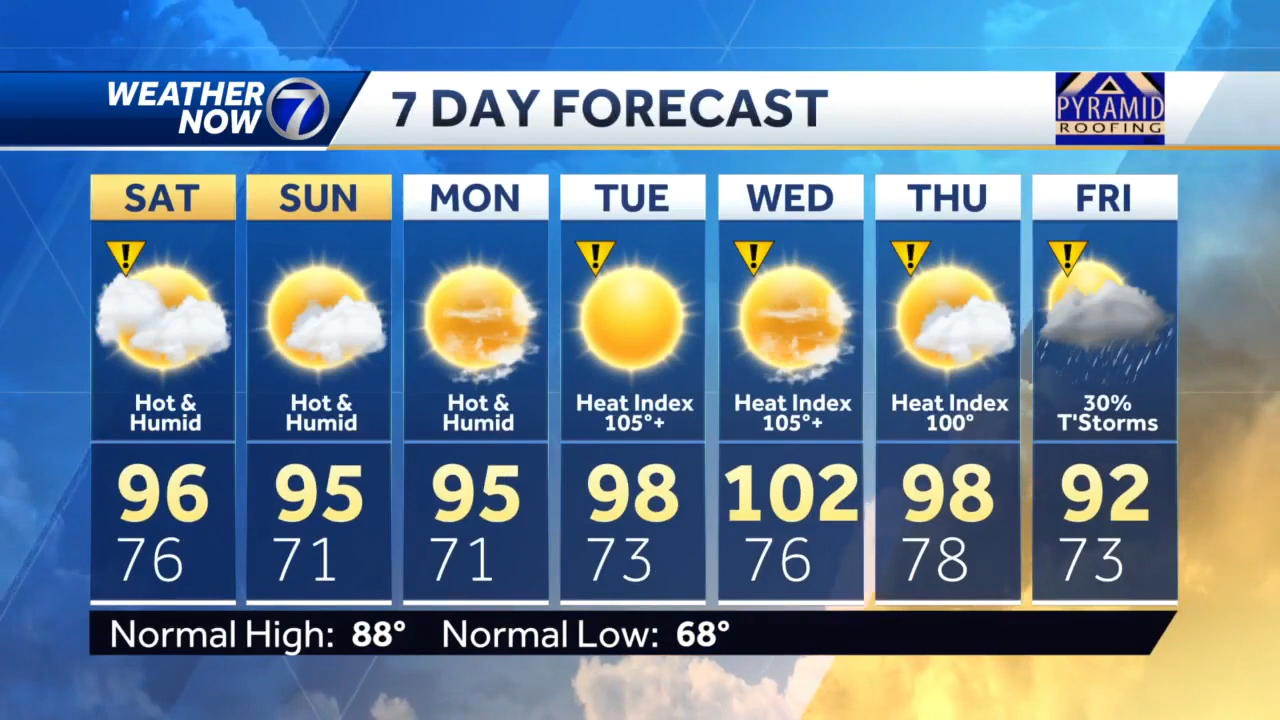 WEATHER
NOW 7
7 DAY FORECAST
PYRAMID
ROOFING
SAT SUN MON TUE WED THU FRI
! ! ! ! !
Hot & Hot & Hot & Heat Index Heat Index Heat Index 30%
Humid Humid Humid 105°+ 105°+ 100° T'Storms
96 95 95 98 102 98 92
76 71 71 73 76 78 73
Normal High: 88° Normal Low: 68°